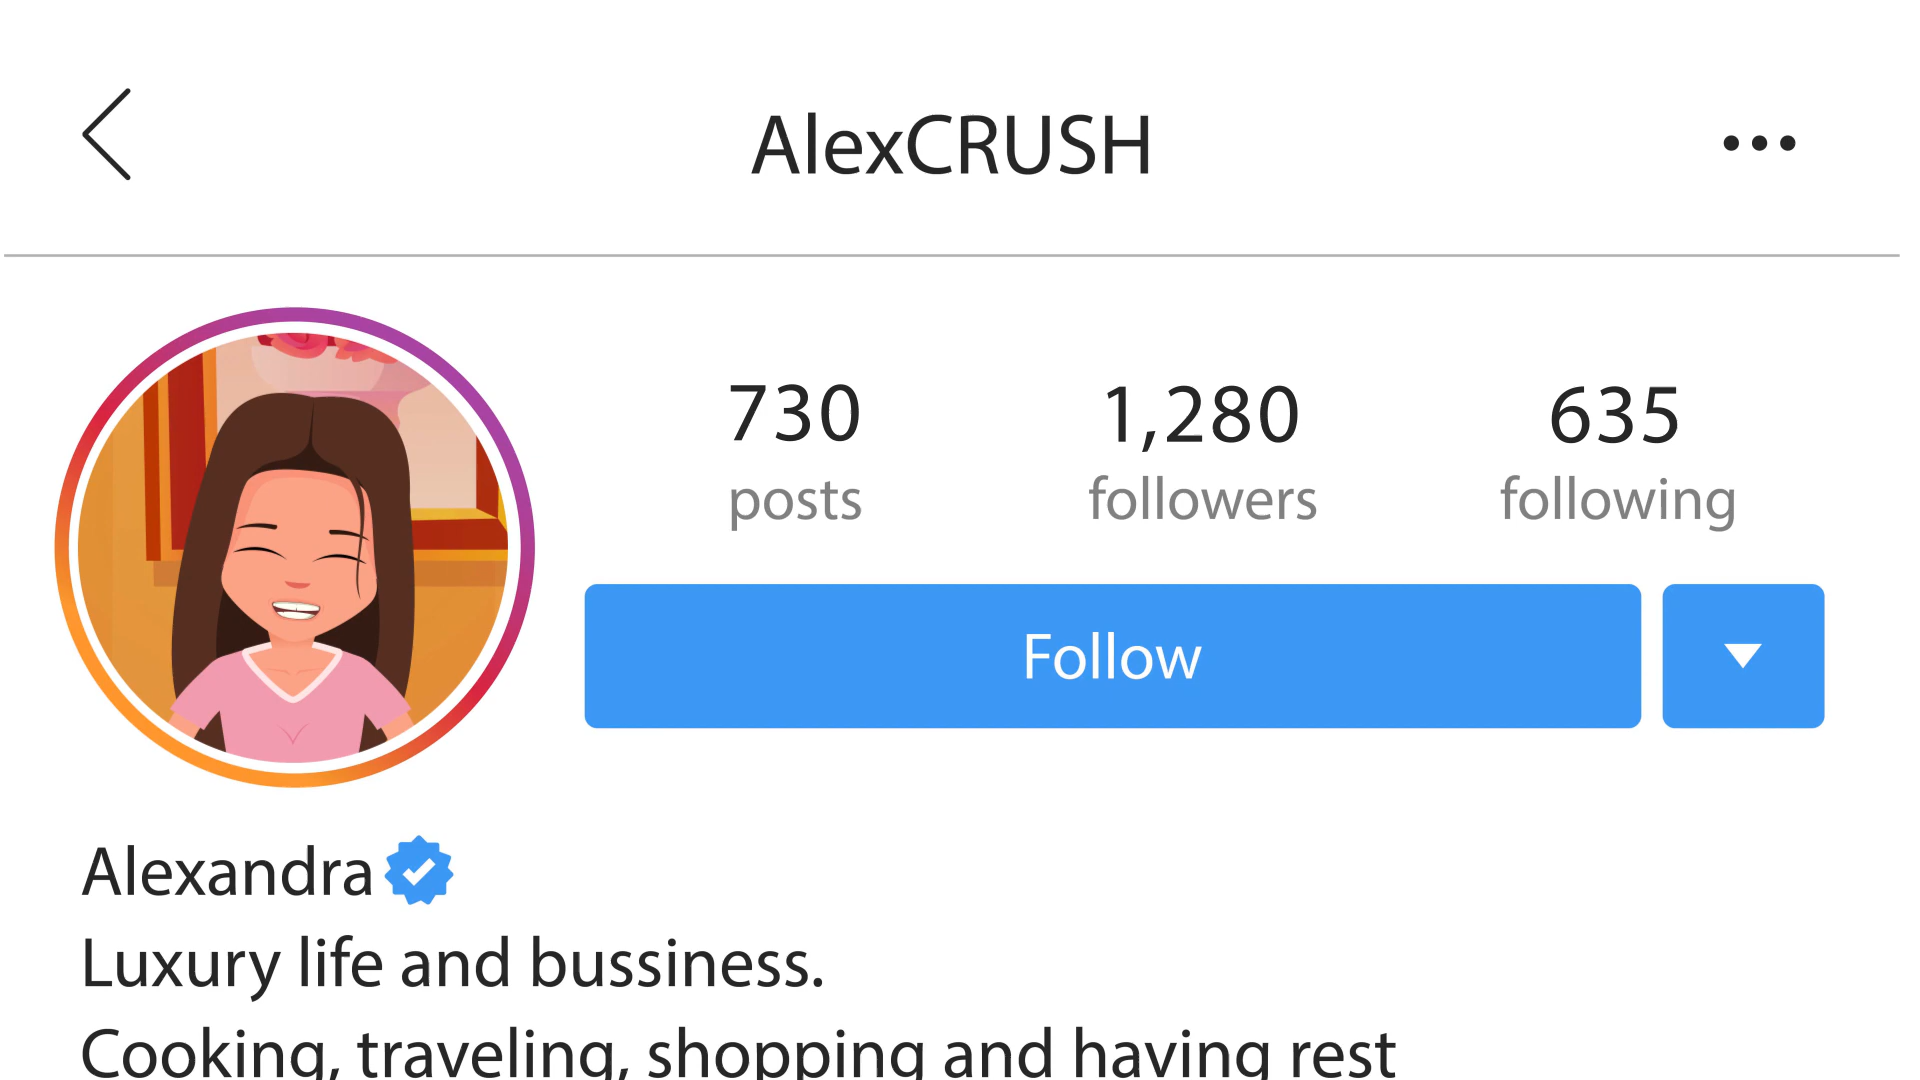 AlexCRUSH
730 1,280 635
posts followers following
Follow
Alexandra
Luxury life and bussiness.
Cooking, traveling, shopping and having rest